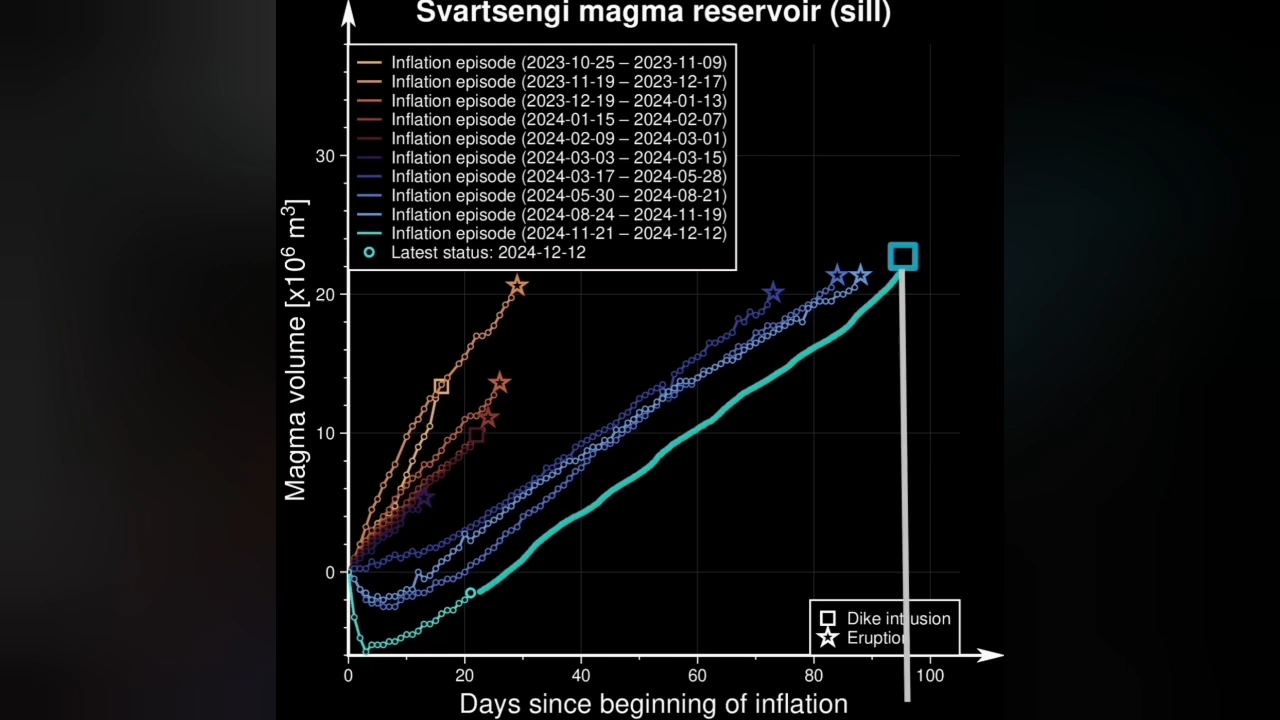 Svartsengi magma reservoir (sill)
Inflation episode (2023-10-25 – 2023-11-09)
Inflation episode (2023-11-19 – 2023-12-17)
Inflation episode (2023-12-19 – 2024-01-13)
Inflation episode (2024-01-15 – 2024-02-07)
Inflation episode (2024-02-09 – 2024-03-01)
Inflation episode (2024-03-03 – 2024-03-15)
Inflation episode (2024-03-17 – 2024-05-28)
Inflation episode (2024-05-30 – 2024-08-21)
Inflation episode (2024-08-24 – 2024-11-19)
Inflation episode (2024-11-21 – 2024-12-12)
Latest status: 2024-12-12
Magma volume [x10⁶ m³]
30
20
10
0
Dike intrusion
Eruption
0 20 40 60 80 100
Days since beginning of inflation